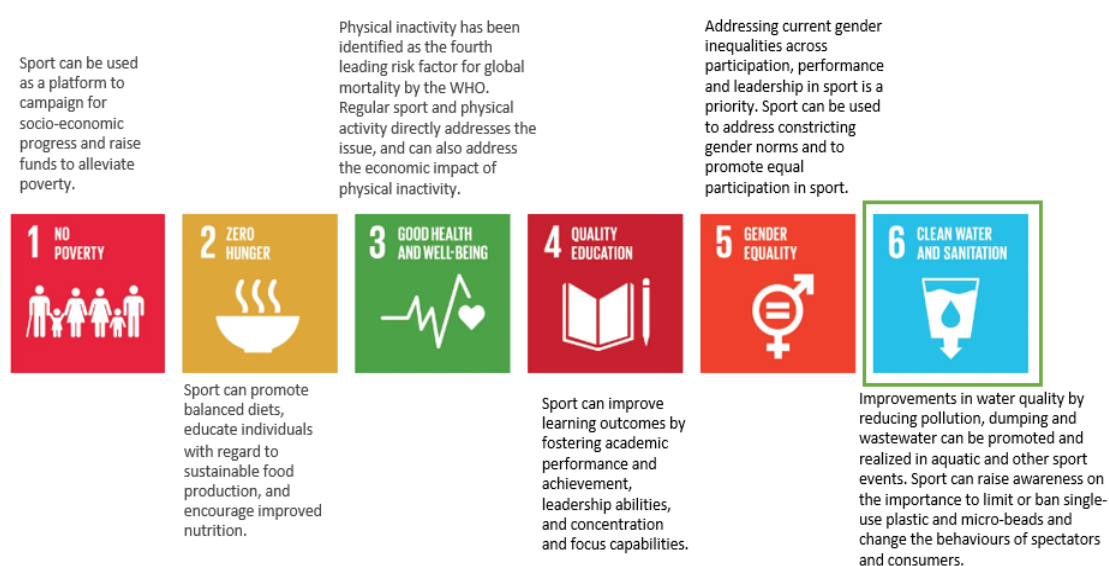 Sport can be used
as a platform to
campaign for
socio-economic
progress and raise
funds to alleviate
poverty.
Physical inactivity has been
identified as the fourth
leading risk factor for global
mortality by the WHO.
Regular sport and physical
activity directly addresses the
issue, and can also address
the economic impact of
physical inactivity.
Addressing current gender
inequalities across
participation, performance
and leadership in sport is a
priority. Sport can be used
to address constricting
gender norms and to
promote equal
participation in sport.
1 NO
POVERTY
2 ZERO
HUNGER
3 GOOD HEALTH
AND WELL-BEING
4 QUALITY
EDUCATION
5 GENDER
EQUALITY
6 CLEAN WATER
AND SANITATION
Sport can promote
balanced diets,
educate individuals
with regard to
sustainable food
production, and
encourage improved
nutrition.
Sport can improve
learning outcomes by
fostering academic
performance and
achievement,
leadership abilities,
and concentration
and focus capabilities.
Improvements in water quality by
reducing pollution, dumping and
wastewater can be promoted and
realized in aquatic and other sport
events. Sport can raise awareness on
the importance to limit or ban single-
use plastic and micro-beads and
change the behaviours of spectators
and consumers.